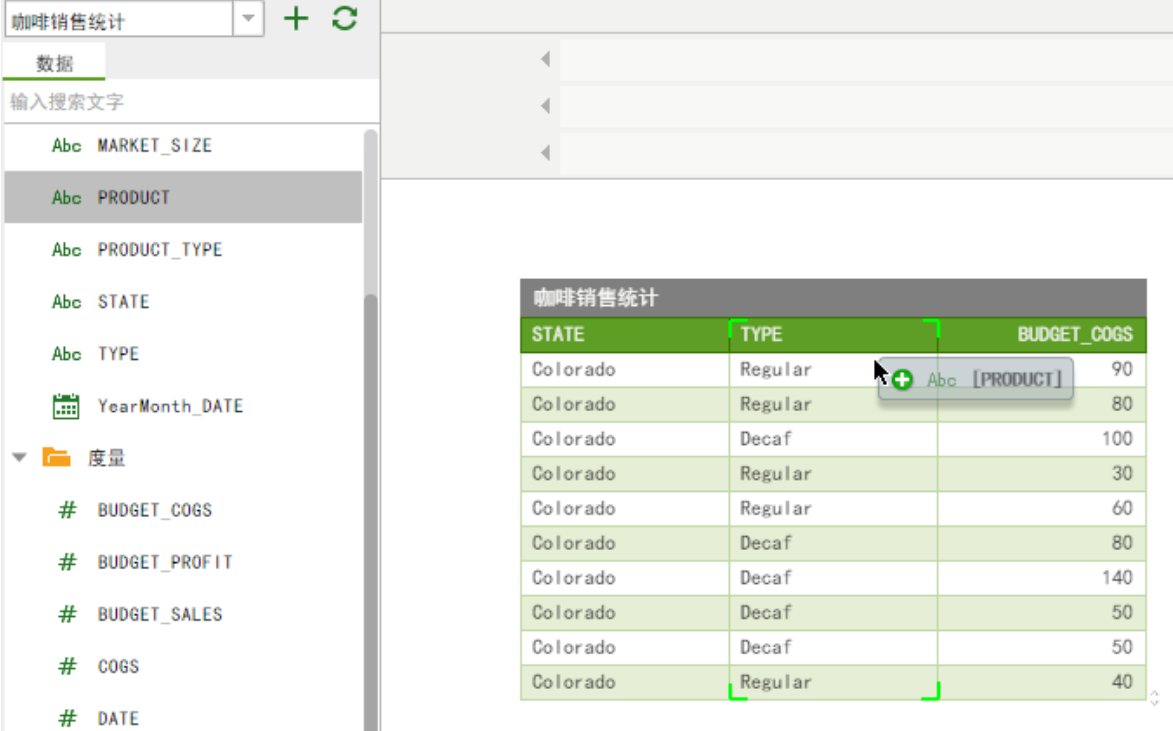 咖啡销售统计
数据
输入搜索文字
Abc MARKET_SIZE
Abc PRODUCT
Abc PRODUCT_TYPE
Abc STATE
Abc TYPE
YearMonth_DATE
度量
# BUDGET_COGS
# BUDGET_PROFIT
# BUDGET_SALES
# COGS
# DATE
咖啡销售统计
STATE TYPE BUDGET_COGS
Colorado Regular 90
Abc [PRODUCT]
Colorado Regular 80
Colorado Decaf 100
Colorado Regular 30
Colorado Regular 60
Colorado Decaf 80
Colorado Decaf 140
Colorado Decaf 50
Colorado Decaf 50
Colorado Regular 40